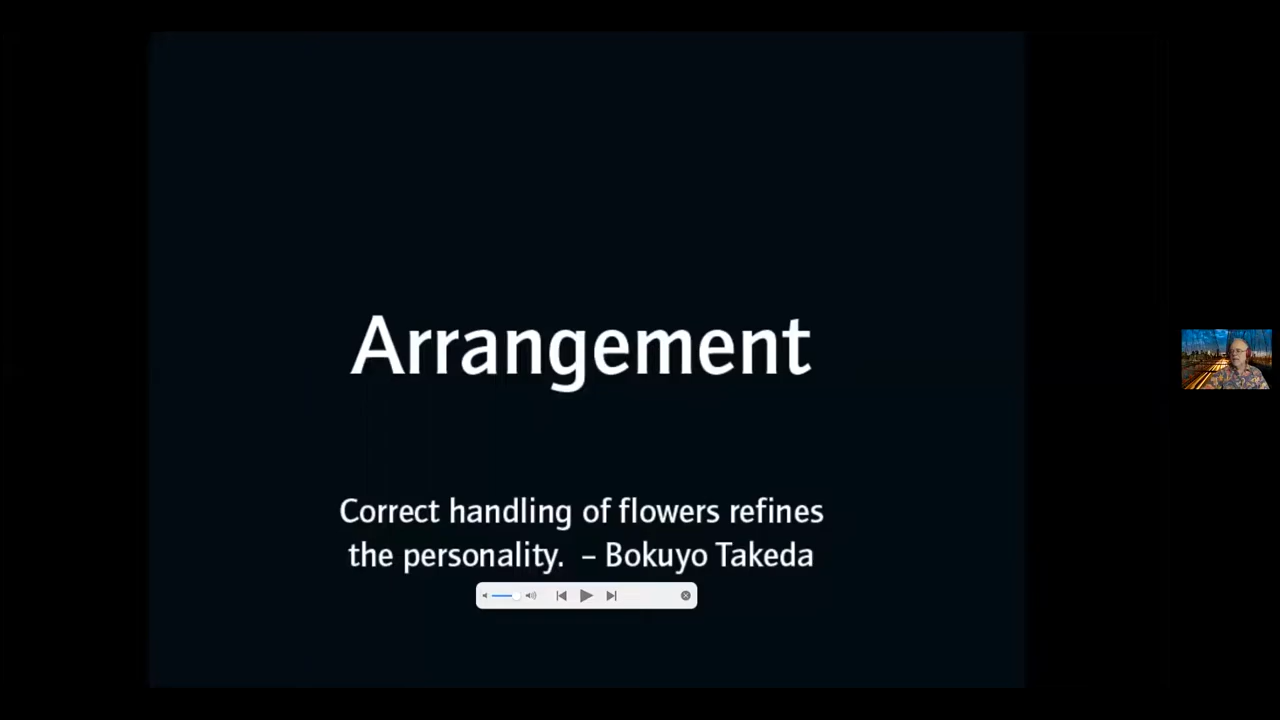 Arrangement
Correct handling of flowers refines
the personality. – Bokuyo Takeda